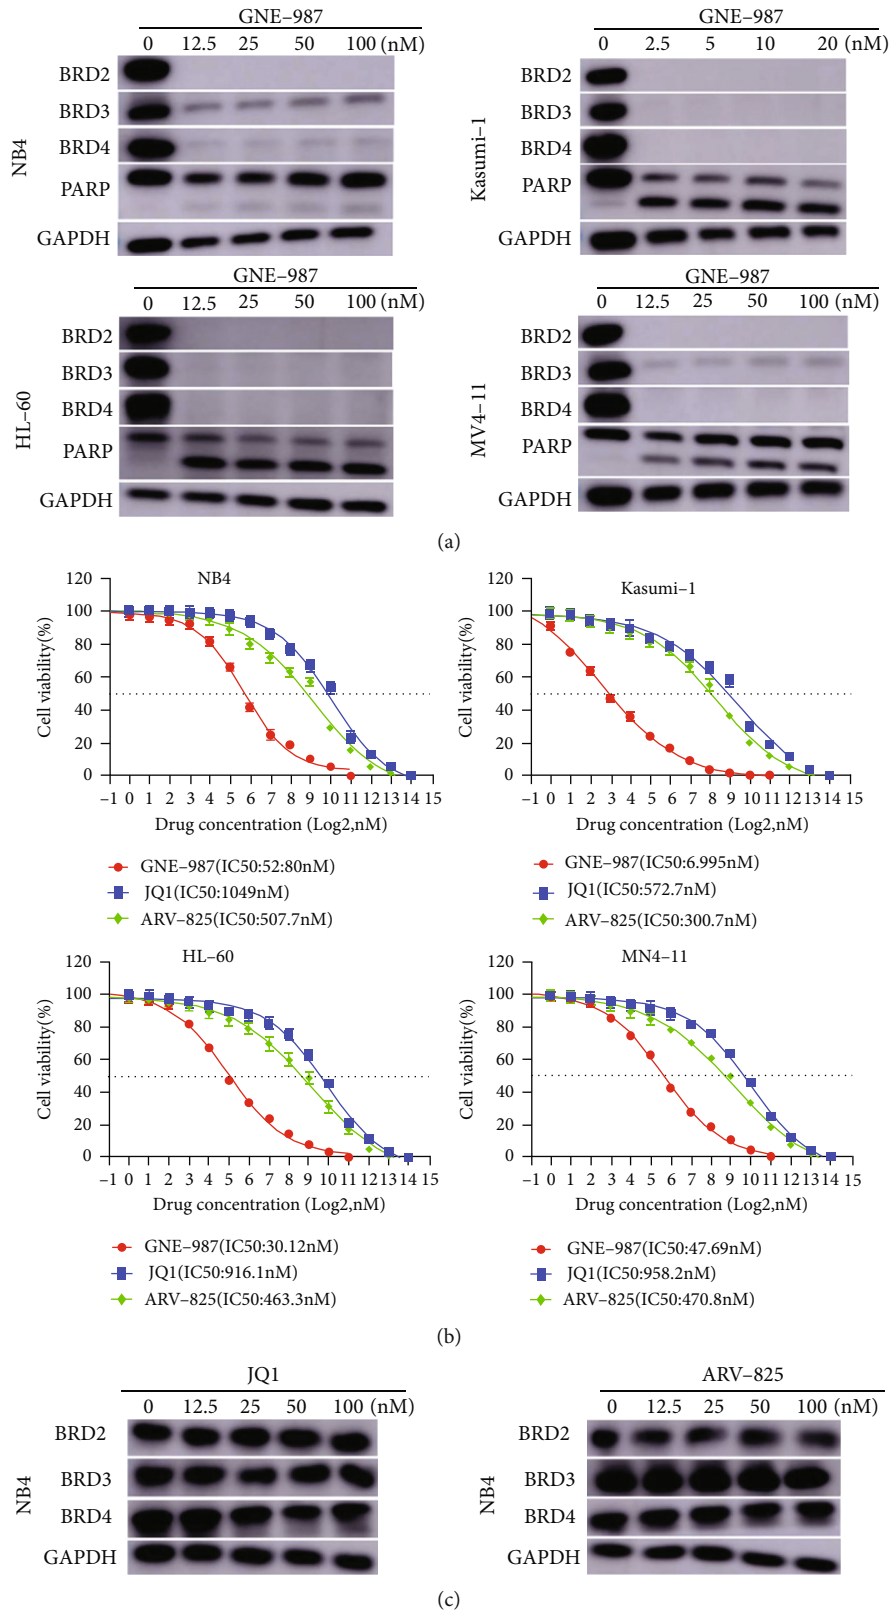 GNE–987
0 12.5 25 50 100 (nM)
BRD2
BRD3
BRD4
PARP
GAPDH
NB4
GNE–987
0 2.5 5 10 20 (nM)
BRD2
BRD3
BRD4
PARP
GAPDH
Kasumi–1
GNE–987
0 12.5 25 50 100 (nM)
BRD2
BRD3
BRD4
PARP
GAPDH
HL–60
GNE–987
0 12.5 25 50 100 (nM)
BRD2
BRD3
BRD4
PARP
GAPDH
MV4–11
(a)
NB4
120
100
80
60
40
20
0
Cell viability(%)
–1 0 1 2 3 4 5 6 7 8 9 10 11 12 13 14 15
Drug concentration (Log2,nM)
GNE–987(IC50:52:80nM)
JQ1(IC50:1049nM)
ARV–825(IC50:507.7nM)
Kasumi–1
120
100
80
60
40
20
0
Cell viability(%)
–1 0 1 2 3 4 5 6 7 8 9 10 11 12 13 14 15
Drug concentration (Log2,nM)
GNE–987(IC50:6.995nM)
JQ1(IC50:572.7nM)
ARV–825(IC50:300.7nM)
HL–60
120
100
80
60
40
20
0
Cell viability(%)
–1 0 1 2 3 4 5 6 7 8 9 10 11 12 13 14 15
Drug concentration (Log2,nM)
GNE–987(IC50:30.12nM)
JQ1(IC50:916.1nM)
ARV–825(IC50:463.3nM)
MN4–11
120
100
80
60
40
20
0
Cell viability(%)
–1 0 1 2 3 4 5 6 7 8 9 10 11 12 13 14 15
Drug concentration (Log2,nM)
GNE–987(IC50:47.69nM)
JQ1(IC50:958.2nM)
ARV–825(IC50:470.8nM)
(b)
JQ1
0 12.5 25 50 100 (nM)
BRD2
BRD3
BRD4
GAPDH
NB4
ARV–825
0 12.5 25 50 100 (nM)
BRD2
BRD3
BRD4
GAPDH
NB4
(c)